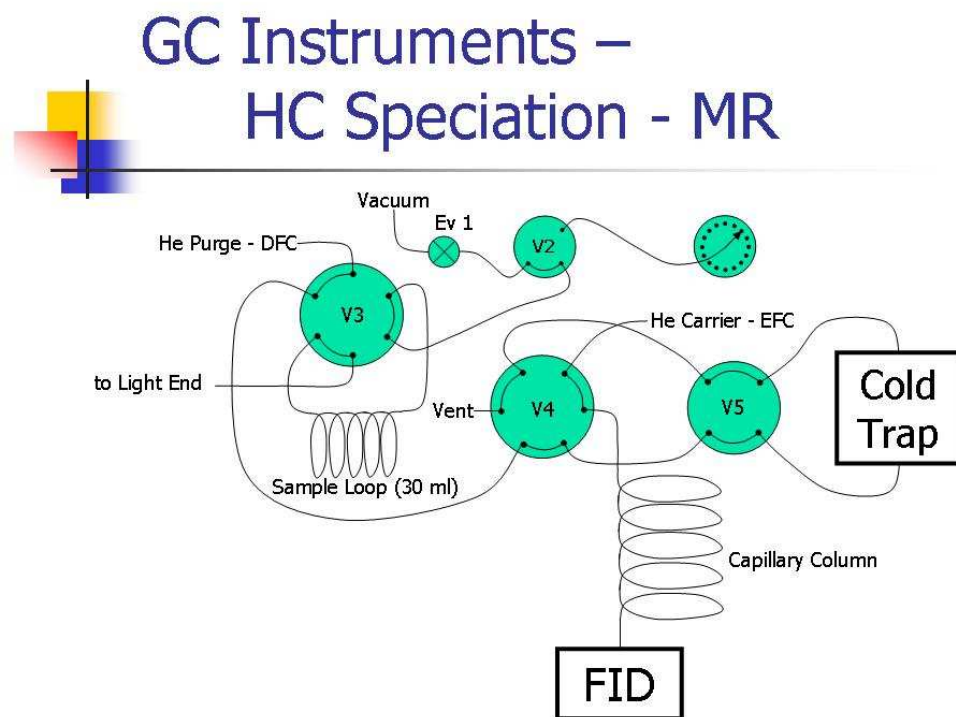 GC Instruments –
HC Speciation - MR
Vacuum
Ev 1
He Purge - DFC
V2
V3
He Carrier - EFC
to Light End
Vent
V4
V5
Cold
Trap
Sample Loop (30 ml)
Capillary Column
FID